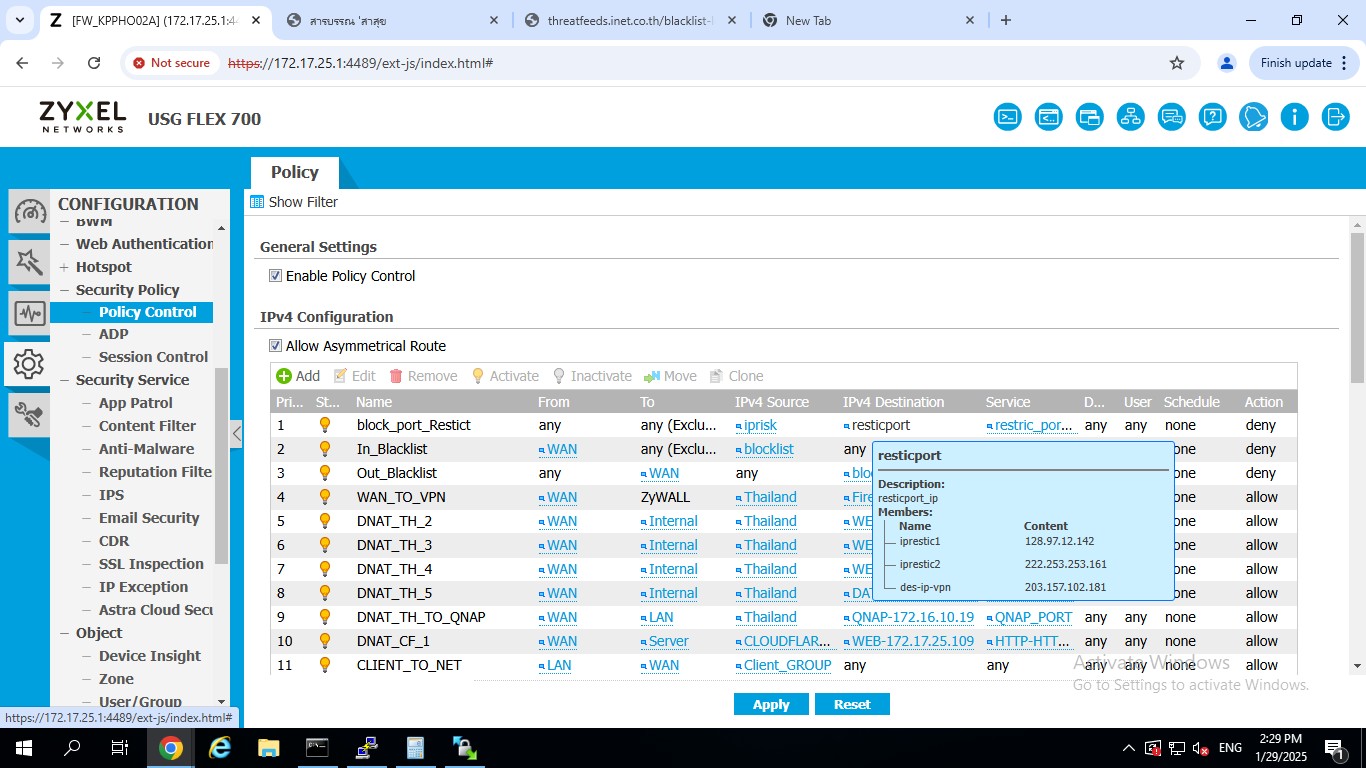 [FW_KPPHO02A] (172.17.25.1:4
สารบรรณ 'สาสุข
threatfeeds.inet.co.th/blacklist-
New Tab
Not secure https://172.17.25.1:4489/ext-js/index.html#
Finish update
ZYXEL
NETWORKS
USG FLEX 700
CONFIGURATION
BWM
Web Authentication
Hotspot
Security Policy
Policy Control
ADP
Session Control
Security Service
App Patrol
Content Filter
Anti-Malware
Reputation Filte
IPS
Email Security
CDR
SSL Inspection
IP Exception
Astra Cloud Secu
Object
Device Insight
Zone
User/Group
https://172.17.25.1:4489/ext-js/index.html#
Policy
Show Filter
General Settings
Enable Policy Control
IPv4 Configuration
Allow Asymmetrical Route
Add Edit Remove Activate Inactivate Move Clone
Pri... St... Name From To IPv4 Source IPv4 Destination Service D... User Schedule Action
1 block_port_Restict any any (Exclu... iprisk resticport restric_por... any any none deny
2 In_Blacklist WAN any (Exclu... blocklist any one deny
3 Out_Blacklist any WAN any blo one deny
4 WAN_TO_VPN WAN ZyWALL Thailand Fire one allow
5 DNAT_TH_2 WAN Internal Thailand WE one allow
6 DNAT_TH_3 WAN Internal Thailand WE one allow
7 DNAT_TH_4 WAN Internal Thailand WE one allow
8 DNAT_TH_5 WAN Internal Thailand DAT one allow
9 DNAT_TH_TO_QNAP WAN LAN Thailand QNAP-172.16.10.19 QNAP_PORT any any none allow
10 DNAT_CF_1 WAN Server CLOUDFLAR... WEB-172.17.25.109 HTTP-HTT... any any none allow
11 CLIENT_TO_NET LAN WAN Client_GROUP any any any any none allow
resticport
Description:
resticport_ip
Members:
Name Content
iprestic1 128.97.12.142
iprestic2 222.253.253.161
des-ip-vpn 203.157.102.181
Apply Reset
Activate Windows
Go to Settings to activate Windows.
ENG
2:29 PM
1/29/2025
1